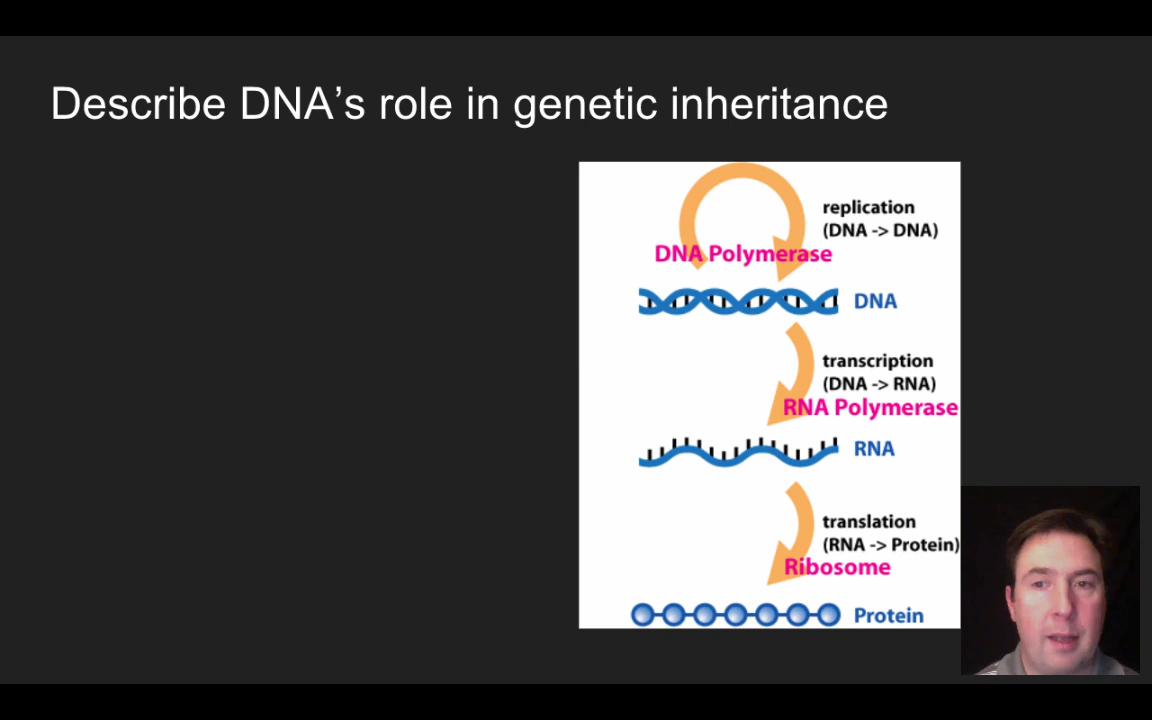 Describe DNA’s role in genetic inheritance
replication
(DNA -> DNA)
DNA Polymerase
DNA
transcription
(DNA -> RNA)
RNA Polymerase
RNA
translation
(RNA -> Protein)
Ribosome
Protein